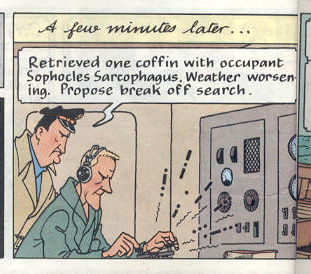 A few minutes later...
Retrieved one coffin with occupant
Sophocles Sarcophagus. Weather worsen-
ing. Propose break off search.